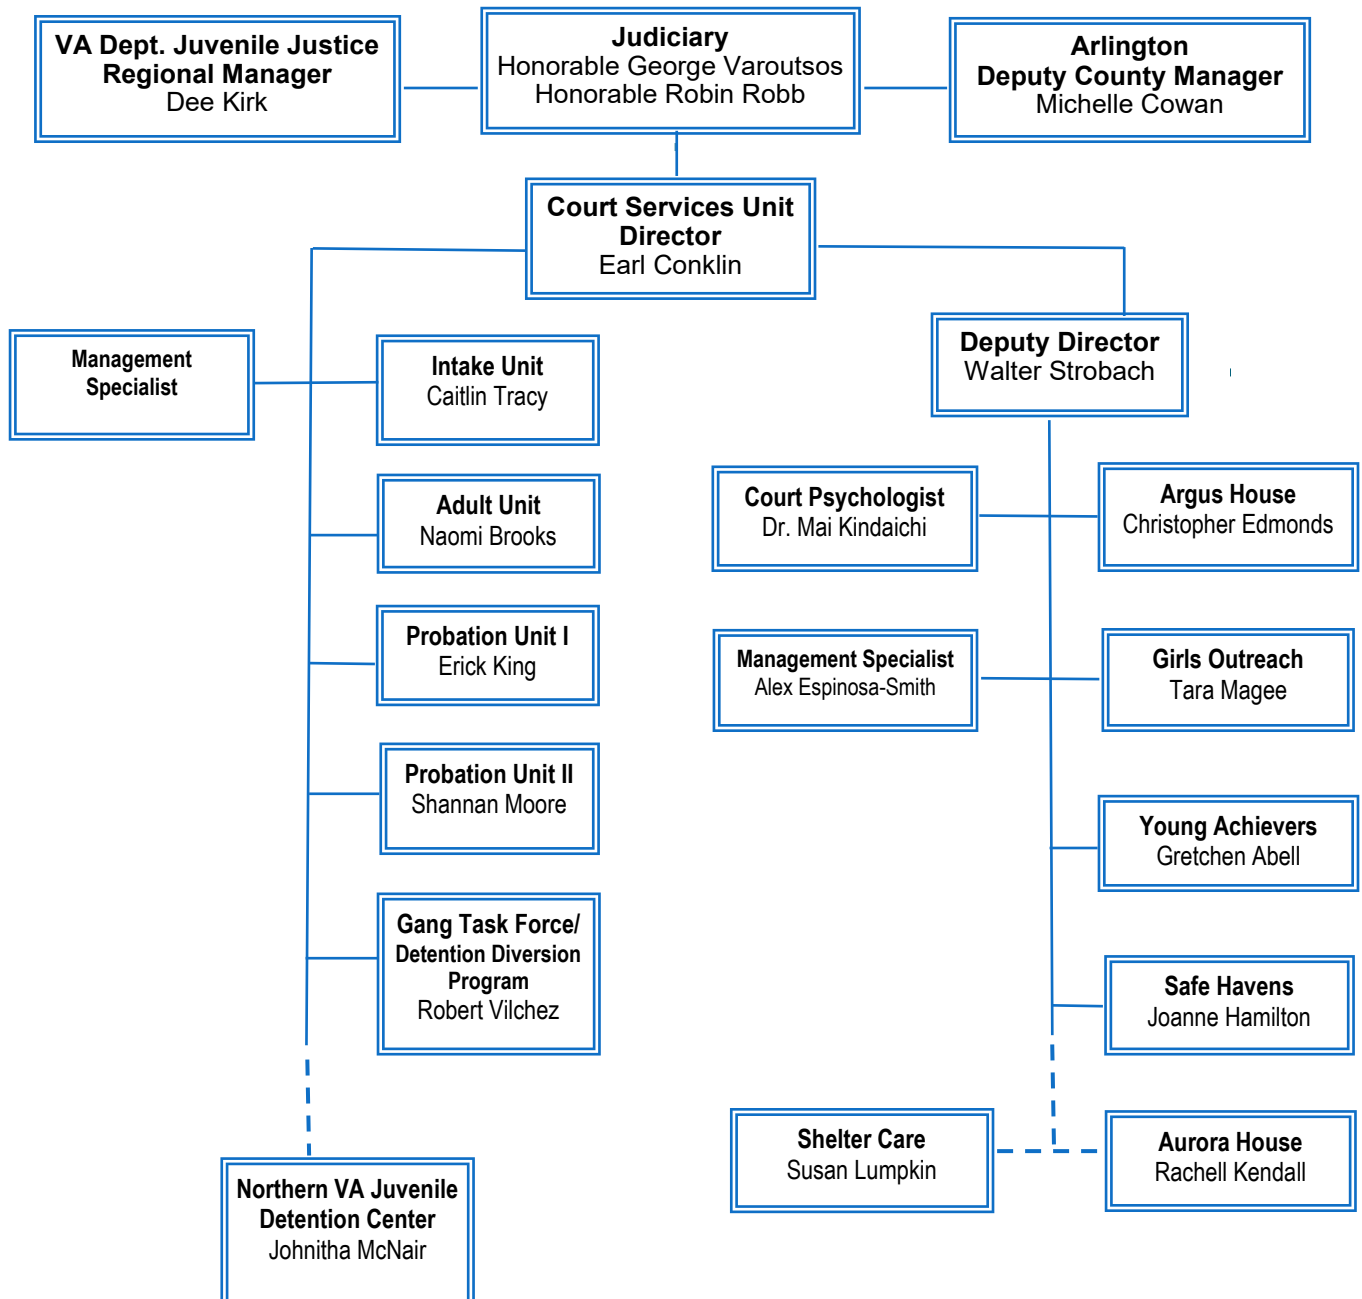 VA Dept. Juvenile Justice
Regional Manager
Dee Kirk
Judiciary
Honorable George Varoutsos
Honorable Robin Robb
Arlington
Deputy County Manager
Michelle Cowan
Court Services Unit
Director
Earl Conklin
Management
Specialist
Intake Unit
Caitlin Tracy
Deputy Director
Walter Strobach
Adult Unit
Naomi Brooks
Court Psychologist
Dr. Mai Kindaichi
Argus House
Christopher Edmonds
Probation Unit I
Erick King
Management Specialist
Alex Espinosa-Smith
Girls Outreach
Tara Magee
Probation Unit II
Shannan Moore
Young Achievers
Gretchen Abell
Gang Task Force/
Detention Diversion
Program
Robert Vilchez
Safe Havens
Joanne Hamilton
Shelter Care
Susan Lumpkin
Aurora House
Rachell Kendall
Northern VA Juvenile
Detention Center
Johnitha McNair